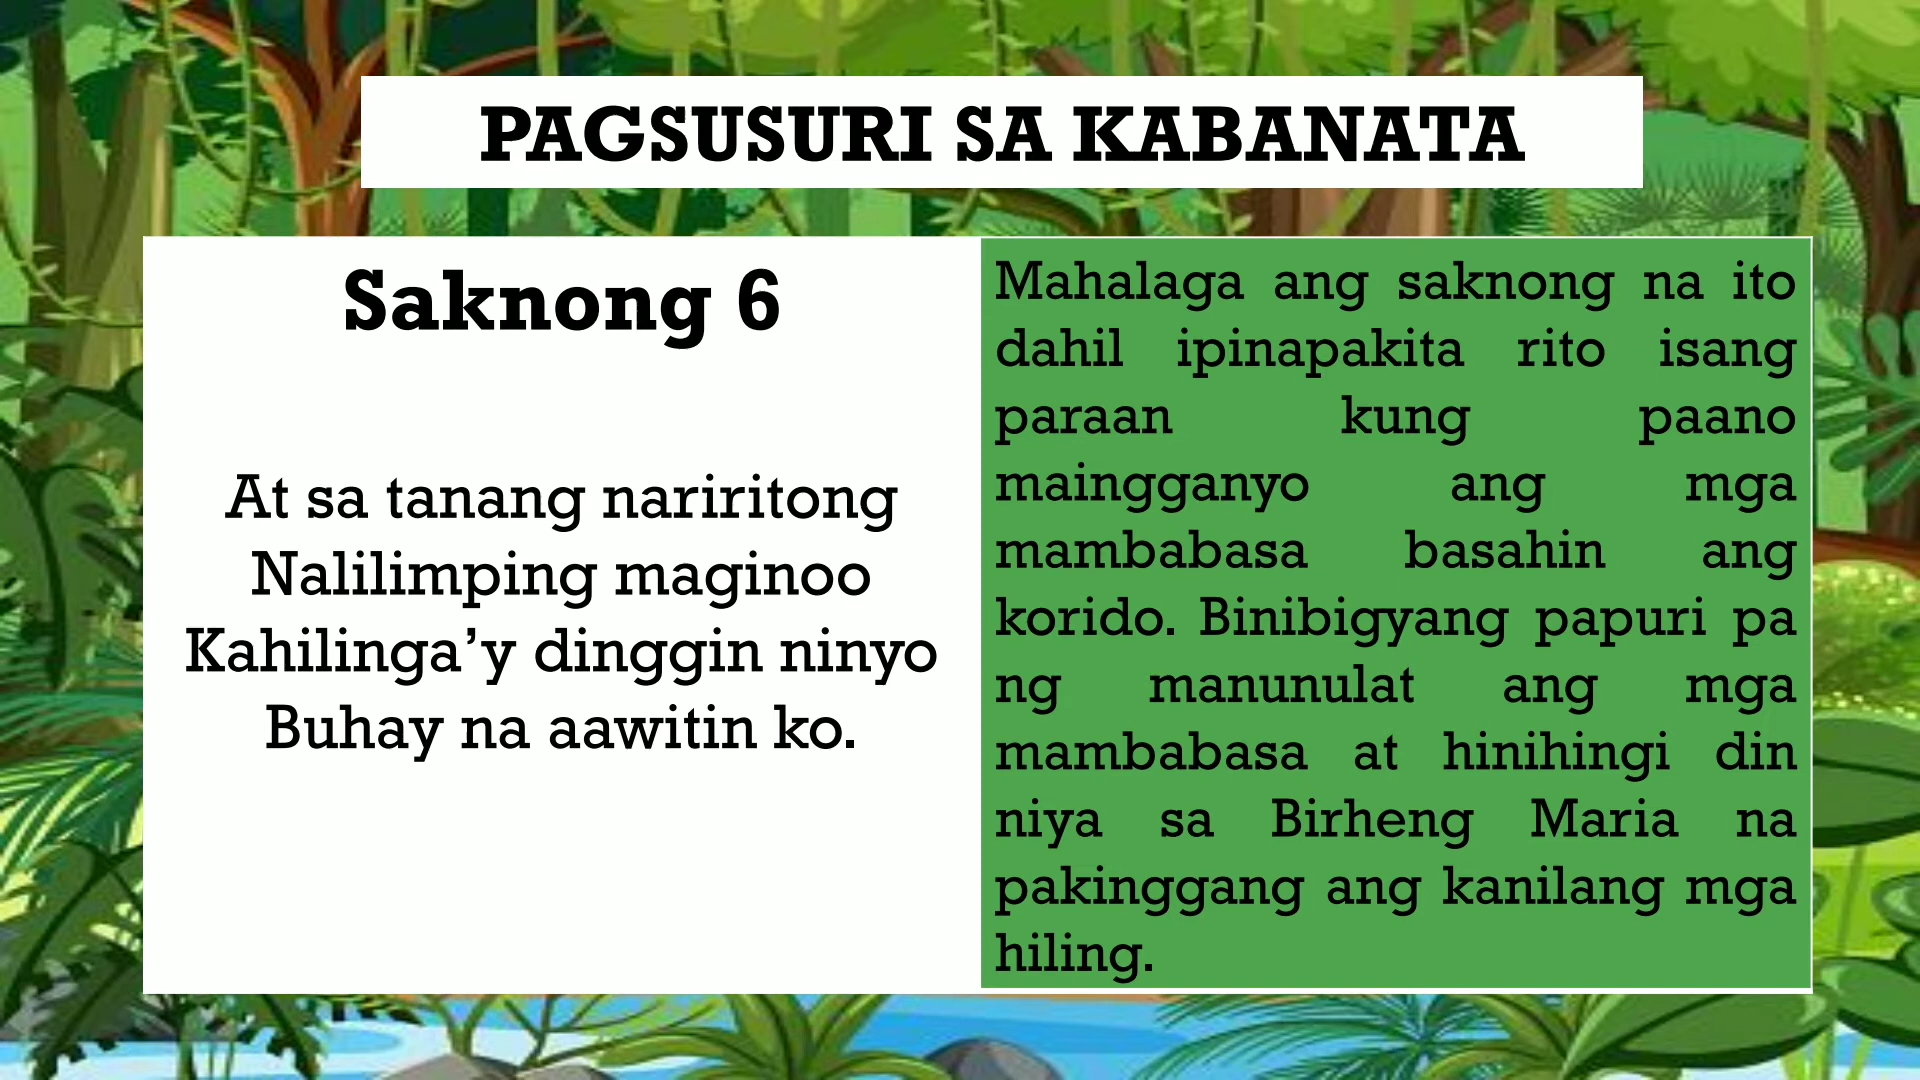 PAGSUSURI SA KABANATA
Saknong 6
At sa tanang nariritong
Nalilimping maginoo
Kahilinga’y dinggin ninyo
Buhay na aawitin ko.
Mahalaga ang saknong na ito
dahil ipinapakita rito isang
paraan kung paano
maingganyo ang mga
mambabasa basahin ang
korido. Binibigyang papuri pa
ng manunulat ang mga
mambabasa at hinihingi din
niya sa Birheng Maria na
pakinggang ang kanilang mga
hiling.